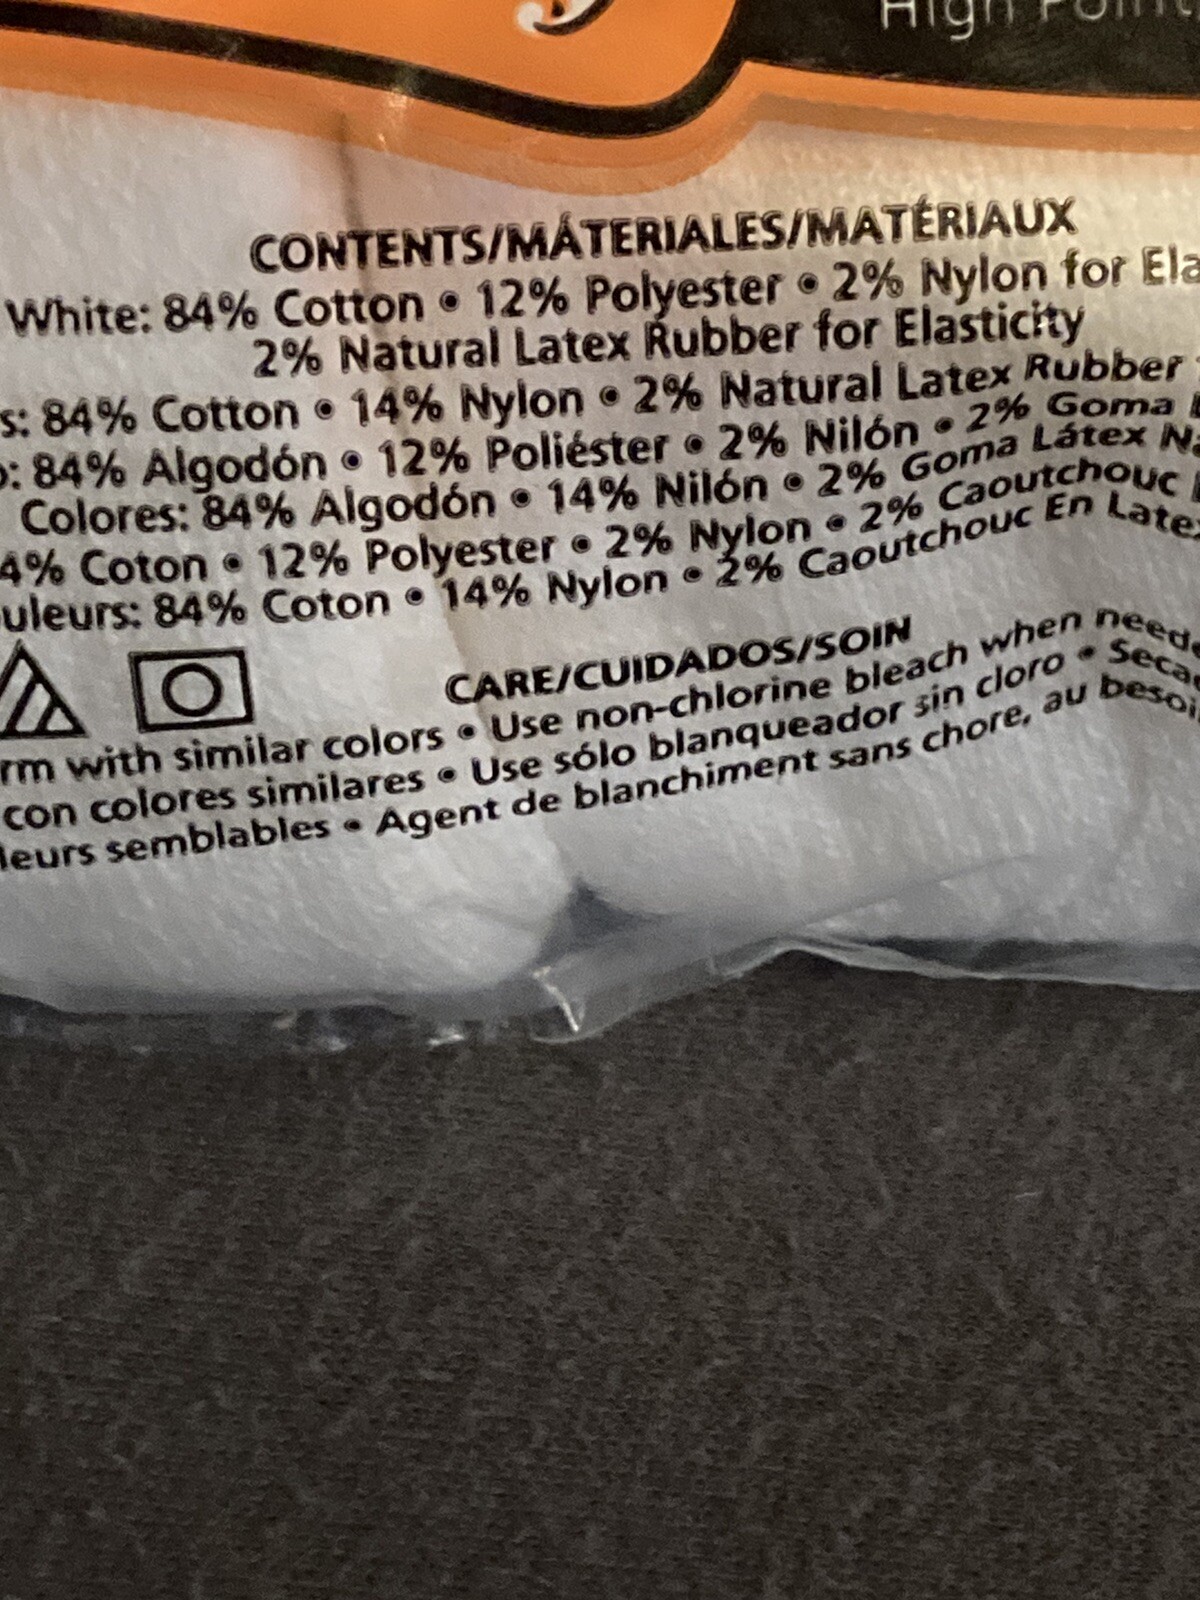 CONTENTS/MÁTERIALES/MATÉRIAUX
White: 84% Cotton • 12% Polyester • 2% Nylon for Ela
2% Natural Latex Rubber for Elasticity
s: 84% Cotton • 14% Nylon • 2% Natural Latex Rubber
o: 84% Algodón • 12% Poliéster • 2% Nilón • 2% Goma
Colores: 84% Algodón • 14% Nilón • 2% Goma Látex Na
4% Coton • 12% Polyester • 2% Nylon • 2% Caoutchouc
uleurs: 84% Coton • 14% Nylon • 2% Caoutchouc En Late
CARE/CUIDADOS/SOIN
rm with similar colors • Use non-chlorine bleach when neede
con colores similares • Use sólo blanqueador sin cloro • Seca
leurs semblables • Agent de blanchiment sans chore, au besoi